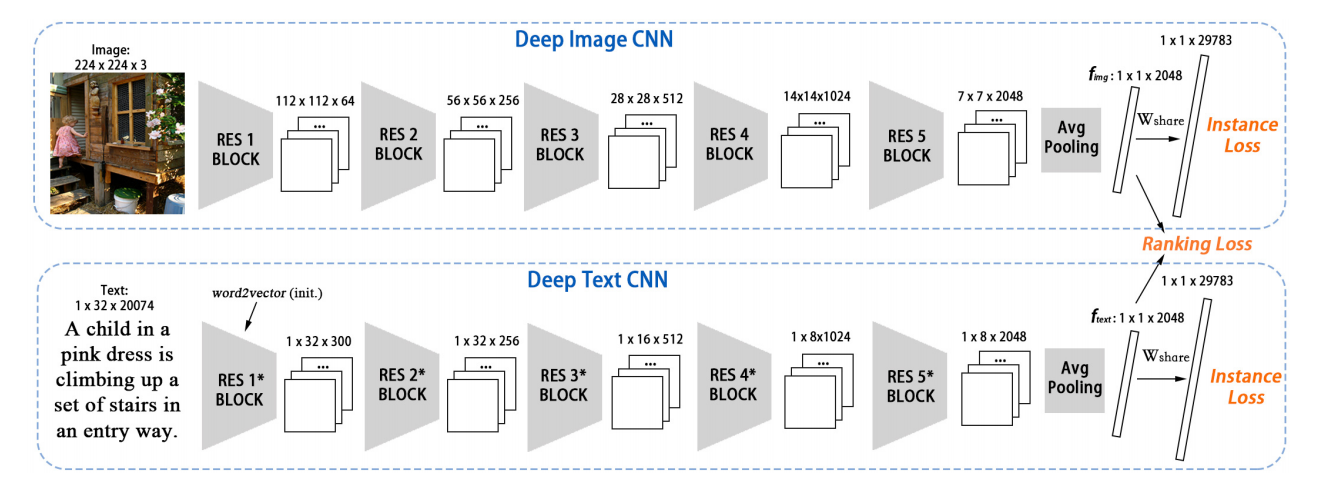 Deep Image CNN
Image:
224 x 224 x 3
RES 1
BLOCK
112 x 112 x 64
...
RES 2
BLOCK
56 x 56 x 256
...
RES 3
BLOCK
28 x 28 x 512
...
RES 4
BLOCK
14x14x1024
...
RES 5
BLOCK
7 x 7 x 2048
...
Avg
Pooling
fimg: 1 x 1 x 2048
Wshare
1 x 1 x 29783
Instance
Loss
Ranking Loss
Deep Text CNN
Text:
1 x 32 x 20074
A child in a
pink dress is
climbing up a
set of stairs in
an entry way.
word2vector (init.)
RES 1*
BLOCK
1 x 32 x 300
...
RES 2*
BLOCK
1 x 32 x 256
...
RES 3*
BLOCK
1 x 16 x 512
...
RES 4*
BLOCK
1 x 8x1024
...
RES 5*
BLOCK
1 x 8 x 2048
...
Avg
Pooling
ftext: 1 x 1 x 2048
Wshare
1 x 1 x 29783
Instance
Loss